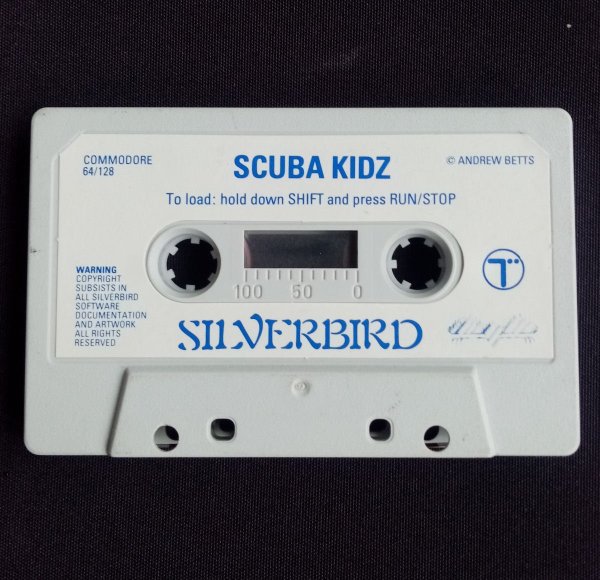 COMMODORE
64/128
SCUBA KIDZ
© ANDREW BETTS
To load: hold down SHIFT and press RUN/STOP
100 50 0
WARNING
COPYRIGHT
SUBSISTS IN
ALL SILVERBIRD
SOFTWARE
DOCUMENTATION
AND ARTWORK
ALL RIGHTS
RESERVED
SILVERBIRD